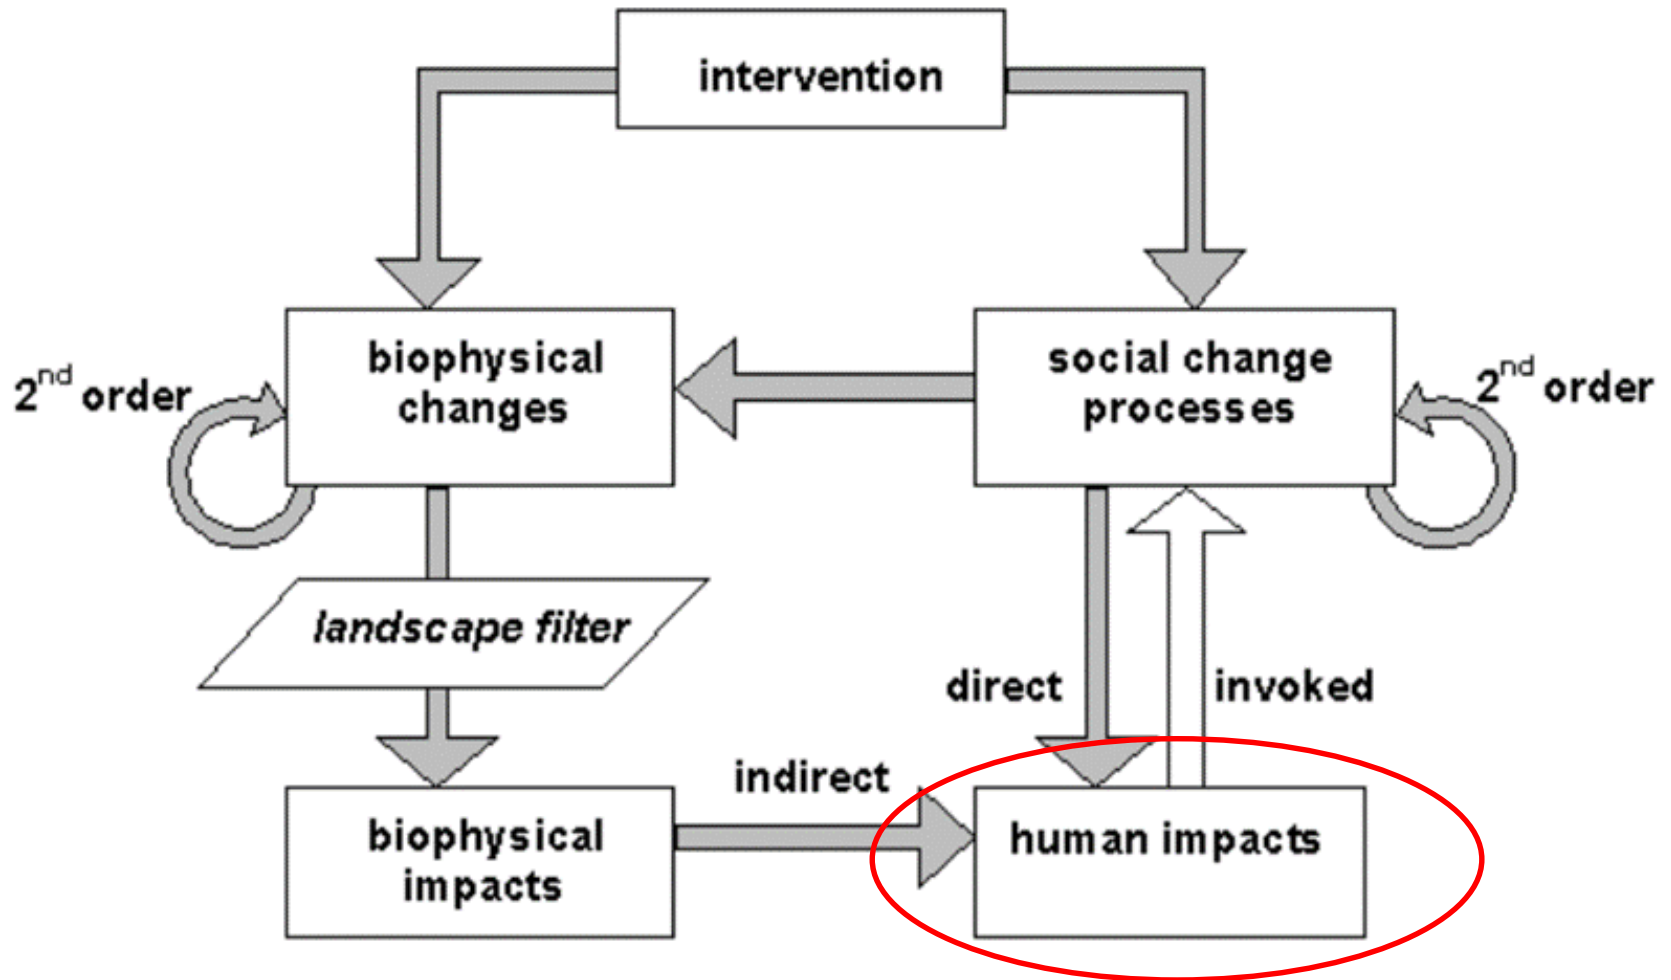 intervention
biophysical
changes
social change
processes
2nd order
2nd order
landscape filter
direct
invoked
indirect
biophysical
impacts
human impacts